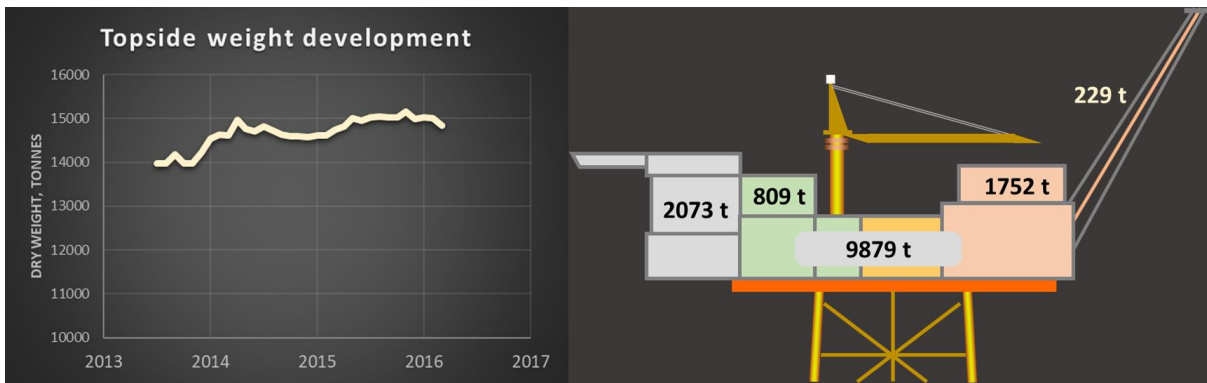 Topside weight development
DRY WEIGHT, TONNES
16000
15000
14000
13000
12000
11000
10000
2013 2014 2015 2016 2017
229 t
1752 t
809 t
2073 t
9879 t